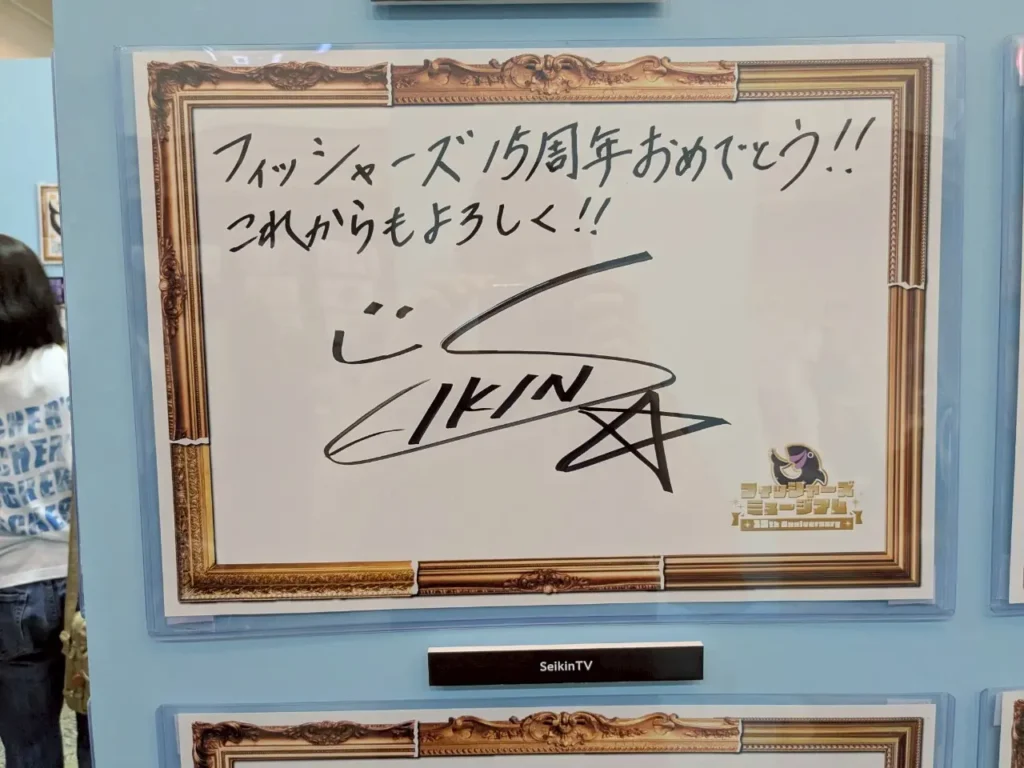 フィッシャーズ15周年おめでとう!!
これからもよろしく!!
SEIKIN
フィッシャーズ
ミュージアム
15th Anniversary
SeikinTV